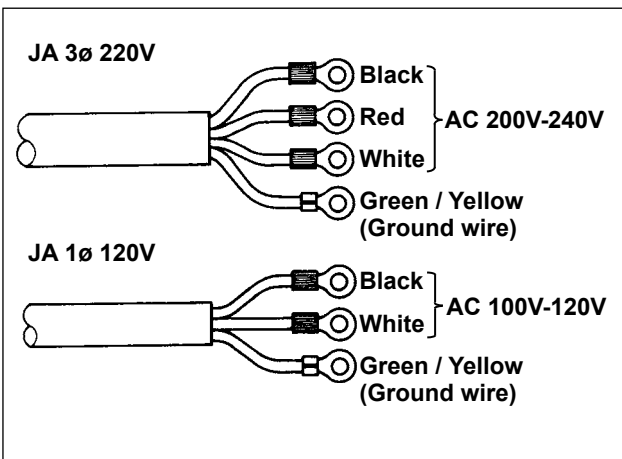 JA 3ø 220V
Black
Red
AC 200V-240V
White
Green / Yellow
(Ground wire)
JA 1ø 120V
Black
AC 100V-120V
White
Green / Yellow
(Ground wire)